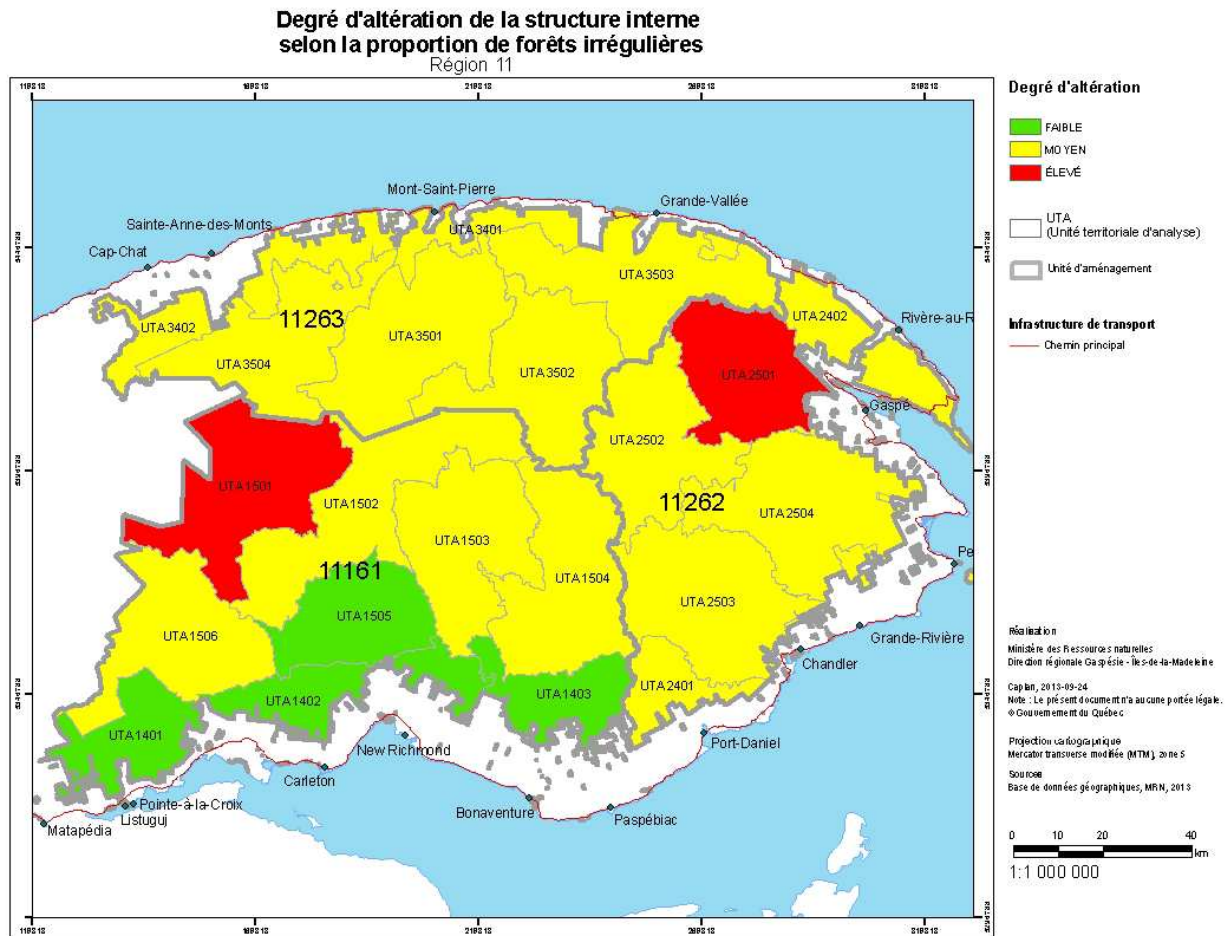 Degré d'altération de la structure interne
selon la proportion de forêts irrégulières
Région 11
Degré d'altération
FAIBLE
MOYEN
ÉLEVÉ
UTA
(Unité territoriale d'analyse)
Unité d'aménagement
Infrastructure de transport
Chemin principal
Mont-Saint-Pierre
Grande-Vallée
Sainte-Anne-des-Monts
UTA3401
Cap-Chat
UTA3503
11263
UTA2402
UTA3402
Rivère-au-R
UTA3501
UTA3504
UTA3502
UTA2501
Gaspé
UTA2502
UTA1501
UTA1502
11262
UTA2504
UTA1503
Pe
11161
UTA1504
UTA2503
UTA1505
UTA1506
Grande-Rivière
Chandler
UTA2401
UTA1402
UTA1403
UTA1401
Port-Daniel
New Richmond
Carleton
Pointe-à-la-Croix
Bonaventure
Paspébiac
Listuguj
Matapédia
Réalisation
Ministère des Ressources naturelles
Direction régionale Gaspésie - Îles-de-la-Madeleine
Caplan, 2013-09-24
Note : Le présent document n'a aucune portée légale.
© Gouvernement du Québec
Projection cartographique
Mercator transverse modifiée (MTM), zone 5
Sources
Base de données géographiques, MRN, 2013
0 10 20 40
km
1:1 000 000